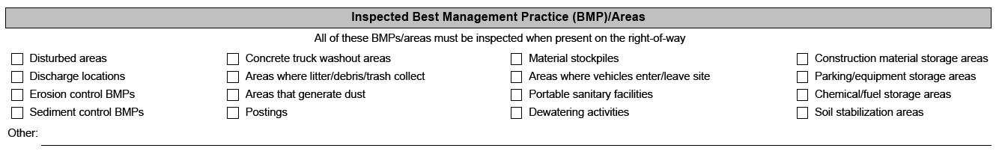 Inspected Best Management Practice (BMP)/Areas
All of these BMPs/areas must be inspected when present on the right-of-way
Disturbed areas Concrete truck washout areas Material stockpiles Construction material storage areas
Discharge locations Areas where litter/debris/trash collect Areas where vehicles enter/leave site Parking/equipment storage areas
Erosion control BMPs Areas that generate dust Portable sanitary facilities Chemical/fuel storage areas
Sediment control BMPs Postings Dewatering activities Soil stabilization areas
Other: